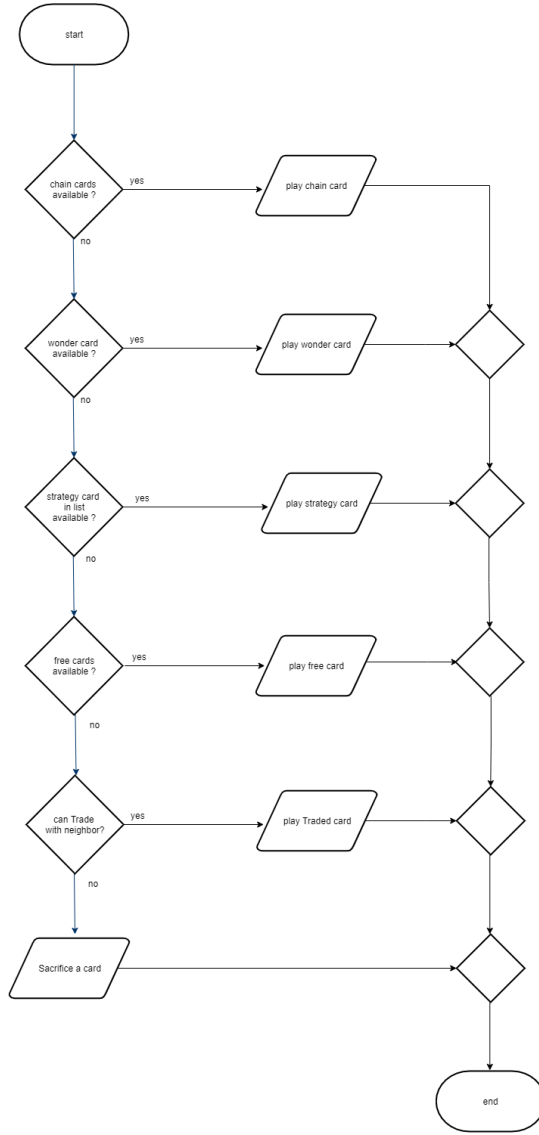 start
chain cards
available ?
yes
play chain card
no
wonder card
available ?
yes
play wonder card
no
strategy card
in list
available ?
yes
play strategy card
no
free cards
available ?
yes
play free card
no
can Trade
with neighbor?
yes
play Traded card
no
Sacrifice a card
end